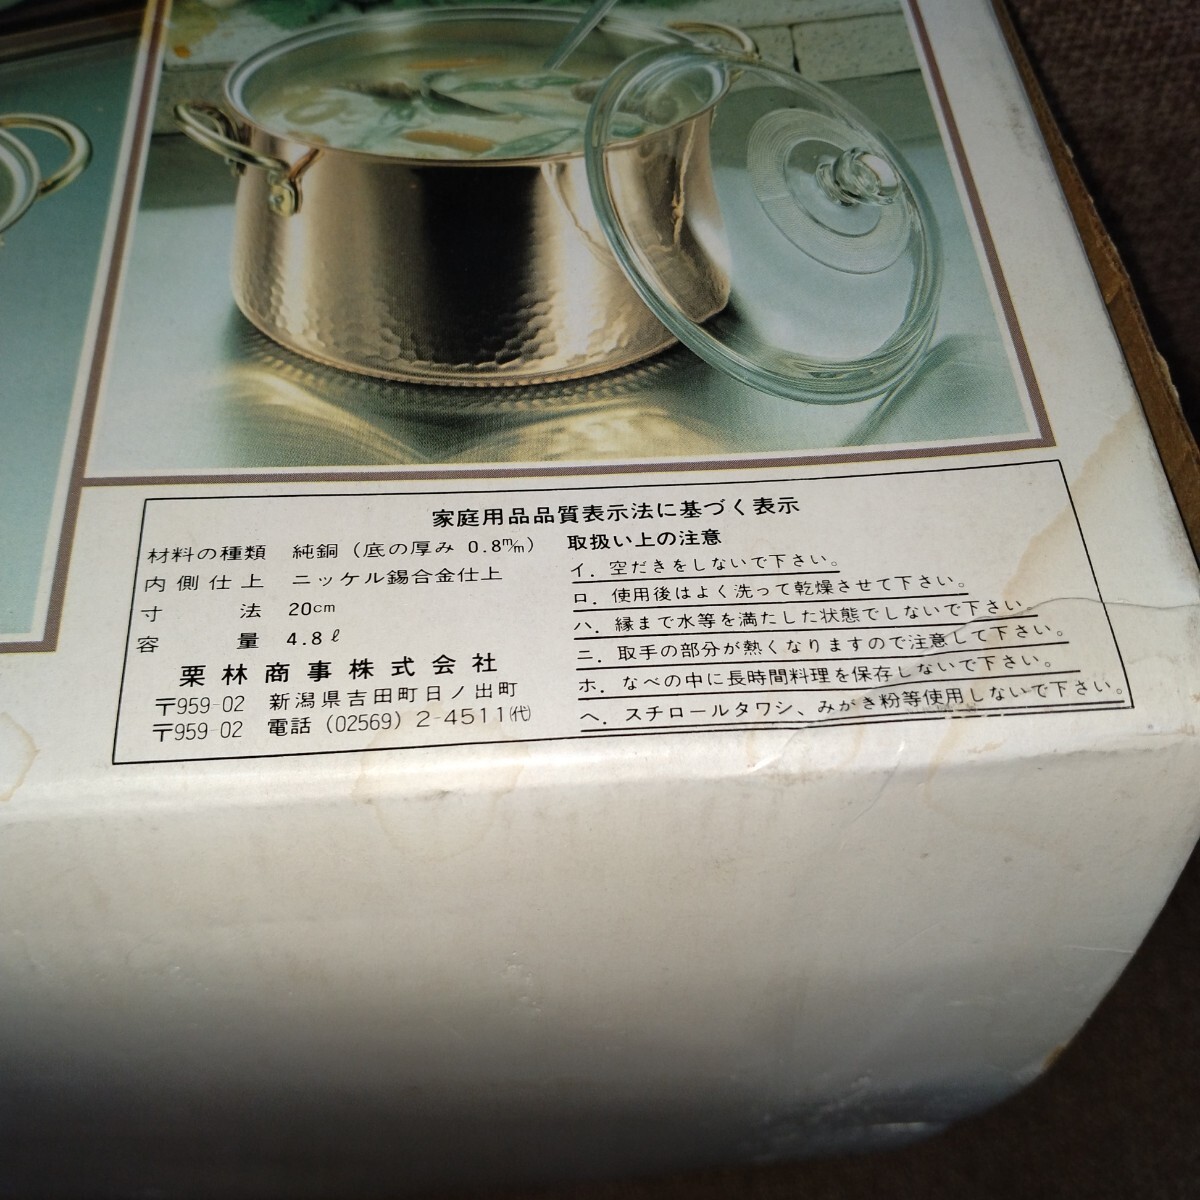 家庭用品品質表示法に基づく表示
材料の種類 純銅（底の厚み 0.8m/m）
内側仕上 ニッケル錫合金仕上
寸法 20cm
容量 4.8ℓ
栗林商事株式会社
〒959-02 新潟県吉田町日ノ出町
〒959-02 電話（02569）2-4511㈹
取扱い上の注意
イ．空だきをしないで下さい。
ロ．使用後はよく洗って乾燥させて下さい。
ハ．縁まで水等を満たした状態でしないで下さい。
ニ．取手の部分が熱くなりますので注意して下さい。
ホ．なべの中に長時間料理を保存しないで下さい。
ヘ．スチロールタワシ、みがき粉等使用しないで下さい。